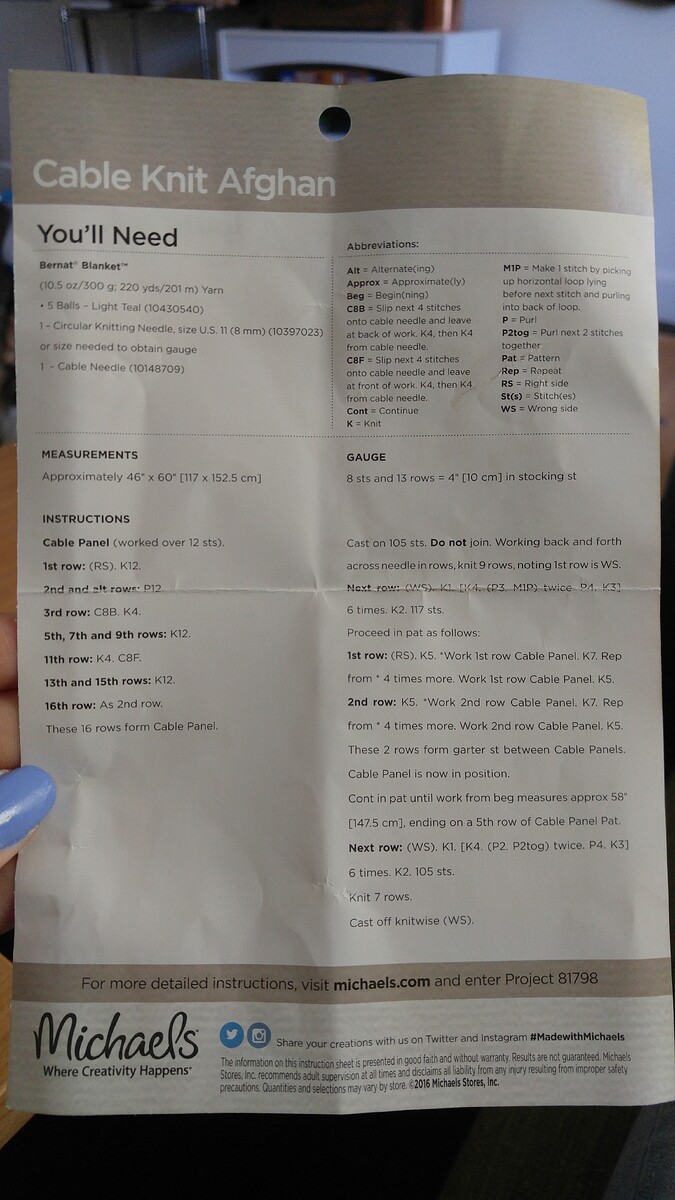 Cable Knit Afghan
You'll Need
Bernat® Blanket™
(10.5 oz/300 g; 220 yds/201 m) Yarn
• 5 Balls – Light Teal (10430540)
1 - Circular Knitting Needle, size U.S. 11 (8 mm) (10397023)
or size needed to obtain gauge
1 - Cable Needle (10148709)
Abbreviations:
Alt = Alternate(ing)
Approx = Approximate(ly)
Beg = Begin(ning)
C8B = Slip next 4 stitches
onto cable needle and leave
at back of work. K4, then K4
from cable needle.
C8F = Slip next 4 stitches
onto cable needle and leave
at front of work. K4, then K4
from cable needle.
Cont = Continue
K = Knit
M1P = Make 1 stitch by picking
up horizontal loop lying
before next stitch and purling
into back of loop.
P = Purl
P2tog = Purl next 2 stitches
together
Pat = Pattern
Rep = Repeat
RS = Right side
St(s) = Stitch(es)
WS = Wrong side
MEASUREMENTS
Approximately 46" x 60" [117 x 152.5 cm]
GAUGE
8 sts and 13 rows = 4" [10 cm] in stocking st
INSTRUCTIONS
Cable Panel (worked over 12 sts).
1st row: (RS). K12.
2nd and alt rows: P12.
3rd row: C8B. K4.
5th, 7th and 9th rows: K12.
11th row: K4. C8F.
13th and 15th rows: K12.
16th row: As 2nd row.
These 16 rows form Cable Panel.
Cast on 105 sts. Do not join. Working back and forth
across needle in rows, knit 9 rows, noting 1st row is WS.
Next row: (WS). K1. [K4. (P3. M1P) twice. P4. K3]
6 times. K2. 117 sts.
Proceed in pat as follows:
1st row: (RS). K5. *Work 1st row Cable Panel. K7. Rep
from * 4 times more. Work 1st row Cable Panel. K5.
2nd row: K5. *Work 2nd row Cable Panel. K7. Rep
from * 4 times more. Work 2nd row Cable Panel. K5.
These 2 rows form garter st between Cable Panels.
Cable Panel is now in position.
Cont in pat until work from beg measures approx 58"
[147.5 cm], ending on a 5th row of Cable Panel Pat.
Next row: (WS). K1. [K4. (P2. P2tog) twice. P4. K3]
6 times. K2. 105 sts.
Knit 7 rows.
Cast off knitwise (WS).
For more detailed instructions, visit michaels.com and enter Project 81798
Michaels®
Where Creativity Happens®
Share your creations with us on Twitter and Instagram #MadewithMichaels
The information on this instruction sheet is presented in good faith and without warranty. Results are not guaranteed. Michaels
Stores, Inc. recommends adult supervision at all times and disclaims all liability from any injury resulting from improper safety
precautions. Quantities and selections may vary by store. ©2016 Michaels Stores, Inc.